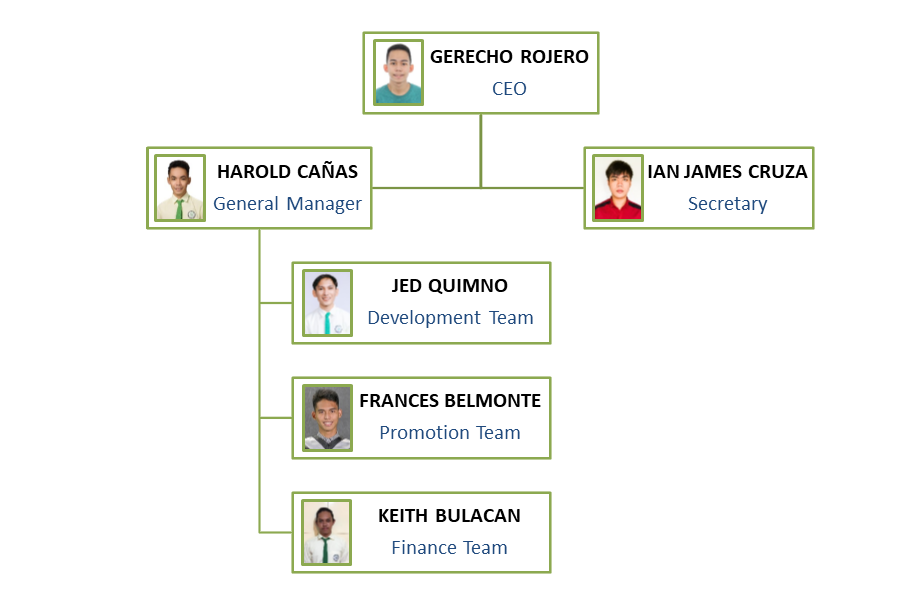 GERECHO ROJERO
CEO
HAROLD CAÑAS
General Manager
IAN JAMES CRUZA
Secretary
JED QUIMNO
Development Team
FRANCES BELMONTE
Promotion Team
KEITH BULACAN
Finance Team